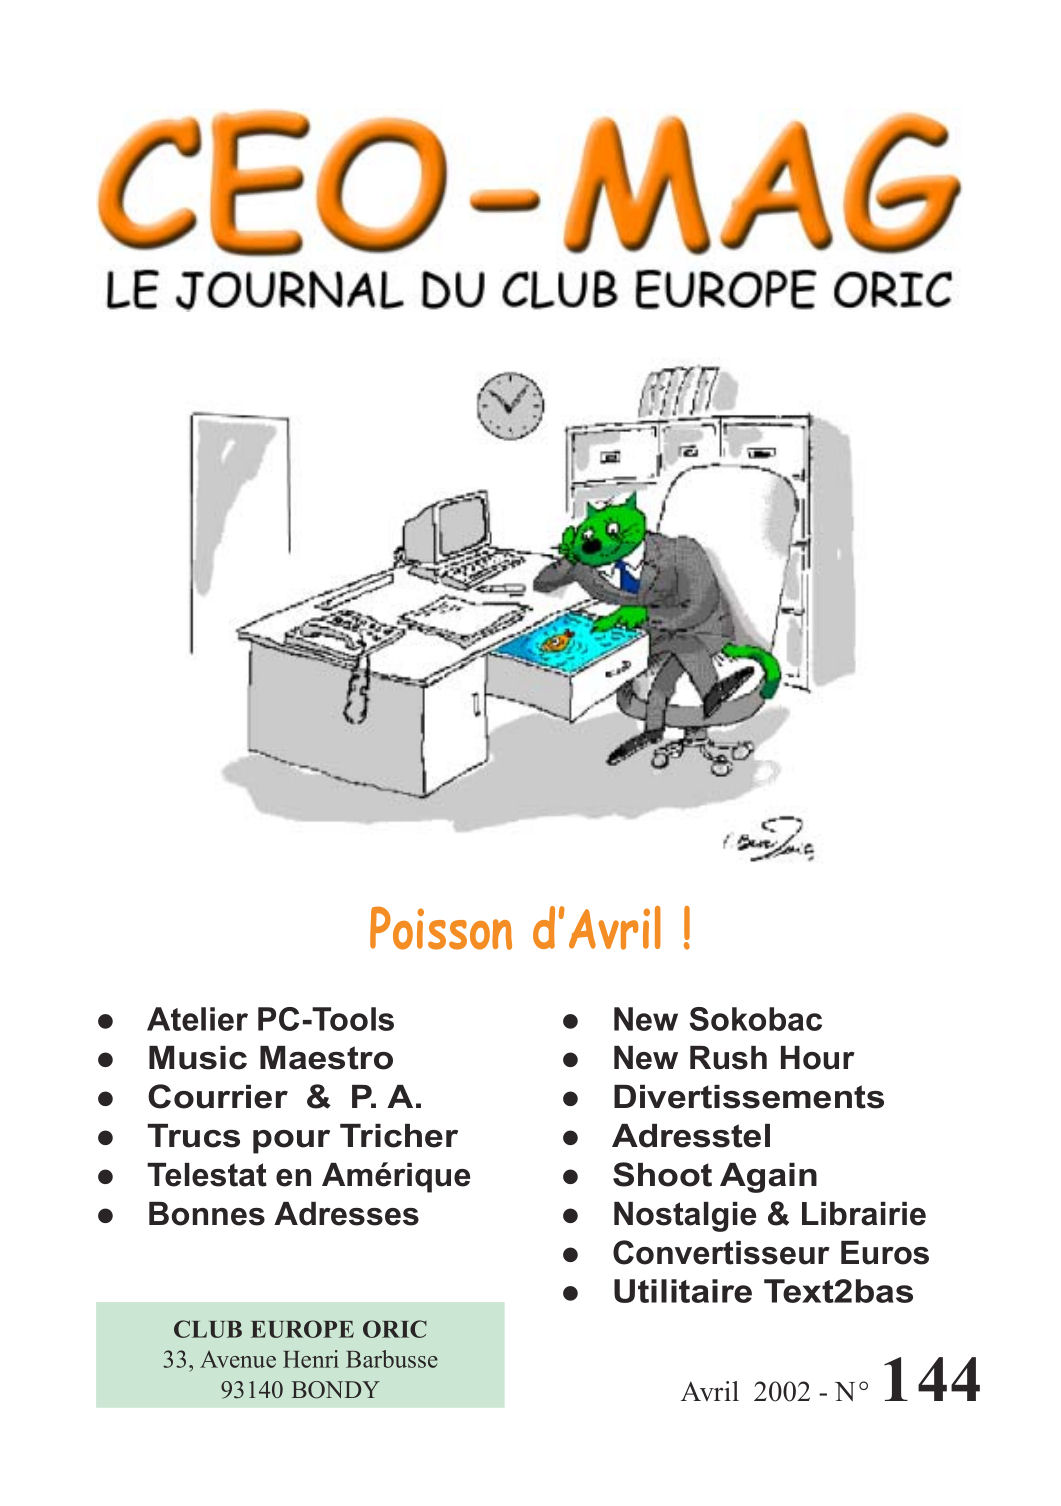 CEO-MAG
LE JOURNAL DU CLUB EUROPE ORIC
Poisson d'Avril !
● Atelier PC-Tools
● Music Maestro
● Courrier & P. A.
● Trucs pour Tricher
● Telestat en Amérique
● Bonnes Adresses
● New Sokobac
● New Rush Hour
● Divertissements
● Adresstel
● Shoot Again
● Nostalgie & Librairie
● Convertisseur Euros
● Utilitaire Text2bas
CLUB EUROPE ORIC
33, Avenue Henri Barbusse
93140 BONDY
Avril 2002 - N° 144